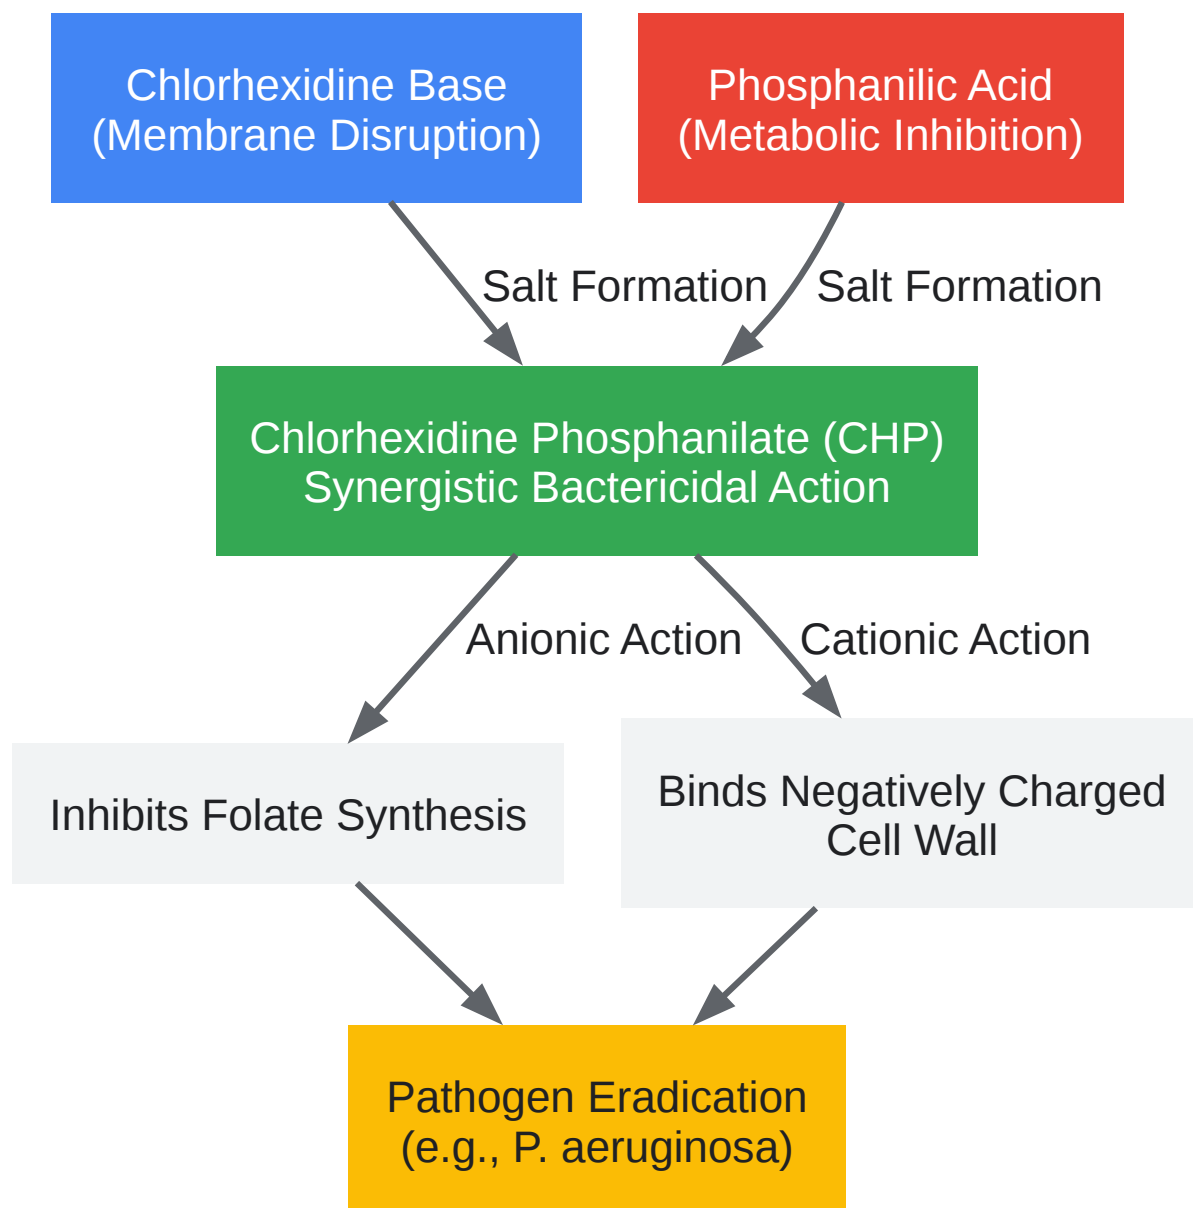 Chlorhexidine Base
(Membrane Disruption)
Phosphanilic Acid
(Metabolic Inhibition)
Salt Formation
Salt Formation
Chlorhexidine Phosphanilate (CHP)
Synergistic Bactericidal Action
Anionic Action
Cationic Action
Inhibits Folate Synthesis
Binds Negatively Charged
Cell Wall
Pathogen Eradication
(e.g., P. aeruginosa)